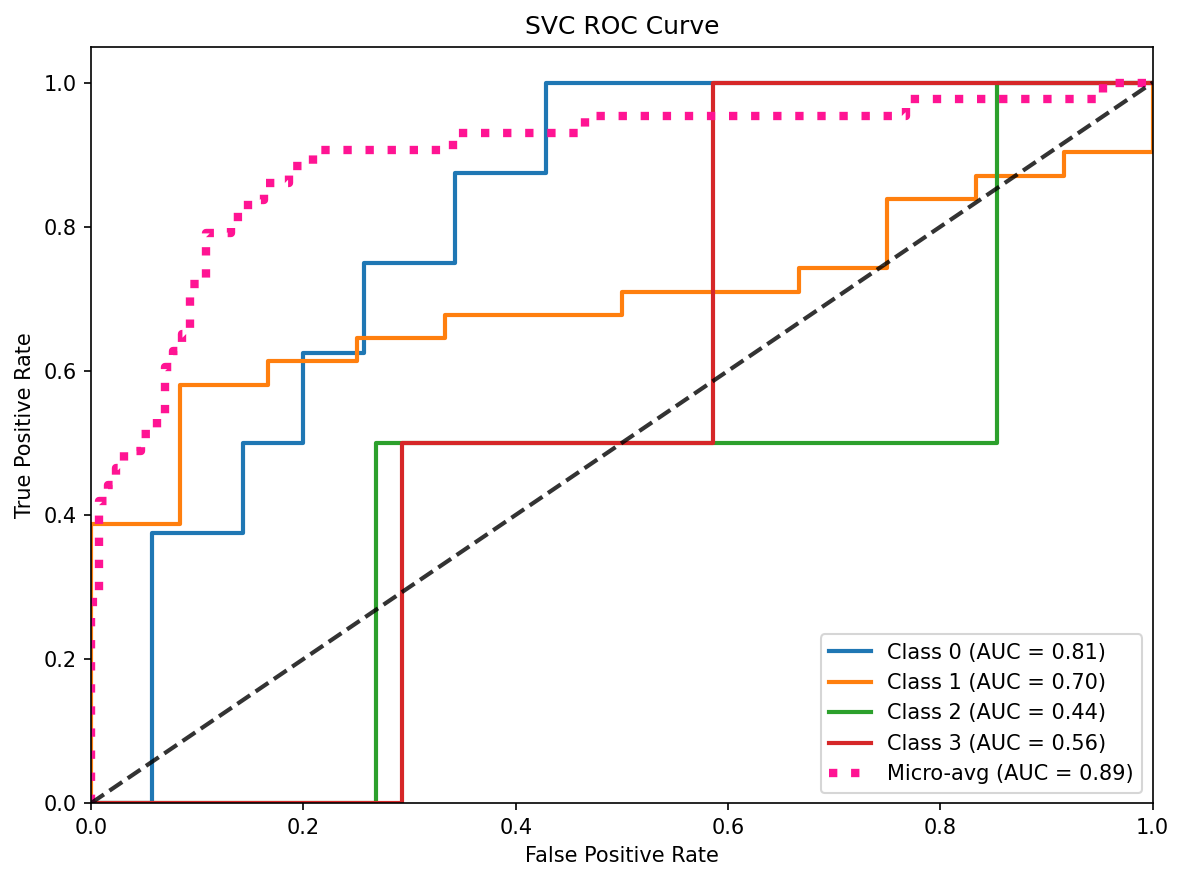 SVC ROC Curve
True Positive Rate
1.0
0.8
0.6
0.4
0.2
0.0
Class 0 (AUC = 0.81)
Class 1 (AUC = 0.70)
Class 2 (AUC = 0.44)
Class 3 (AUC = 0.56)
Micro-avg (AUC = 0.89)
0.0 0.2 0.4 0.6 0.8 1.0
False Positive Rate